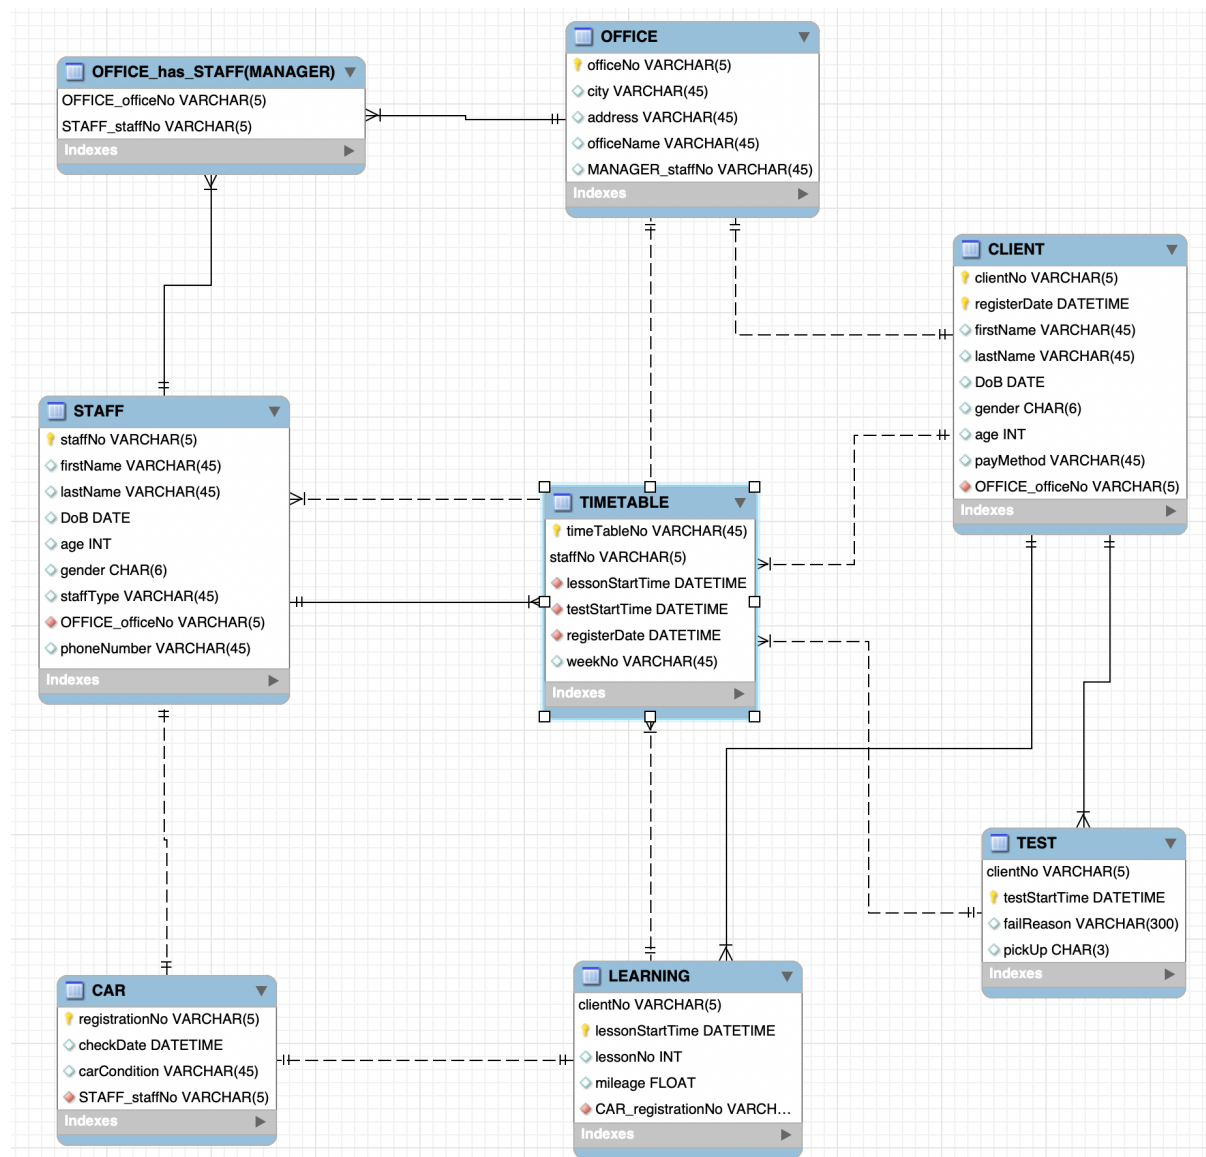 OFFICE_has_STAFF(MANAGER)
OFFICE_officeNo VARCHAR(5)
STAFF_staffNo VARCHAR(5)
Indexes
OFFICE
officeNo VARCHAR(5)
city VARCHAR(45)
address VARCHAR(45)
officeName VARCHAR(45)
MANAGER_staffNo VARCHAR(45)
Indexes
CLIENT
clientNo VARCHAR(5)
registerDate DATETIME
firstName VARCHAR(45)
lastName VARCHAR(45)
DoB DATE
gender CHAR(6)
age INT
payMethod VARCHAR(45)
OFFICE_officeNo VARCHAR(5)
Indexes
STAFF
staffNo VARCHAR(5)
firstName VARCHAR(45)
lastName VARCHAR(45)
DoB DATE
age INT
gender CHAR(6)
staffType VARCHAR(45)
OFFICE_officeNo VARCHAR(5)
phoneNumber VARCHAR(45)
Indexes
TIMETABLE
timeTableNo VARCHAR(45)
staffNo VARCHAR(5)
lessonStartTime DATETIME
testStartTime DATETIME
registerDate DATETIME
weekNo VARCHAR(45)
Indexes
TEST
clientNo VARCHAR(5)
testStartTime DATETIME
failReason VARCHAR(300)
pickUp CHAR(3)
Indexes
CAR
registrationNo VARCHAR(5)
checkDate DATETIME
carCondition VARCHAR(45)
STAFF_staffNo VARCHAR(5)
Indexes
LEARNING
clientNo VARCHAR(5)
lessonStartTime DATETIME
lessonNo INT
mileage FLOAT
CAR_registrationNo VARCH...
Indexes